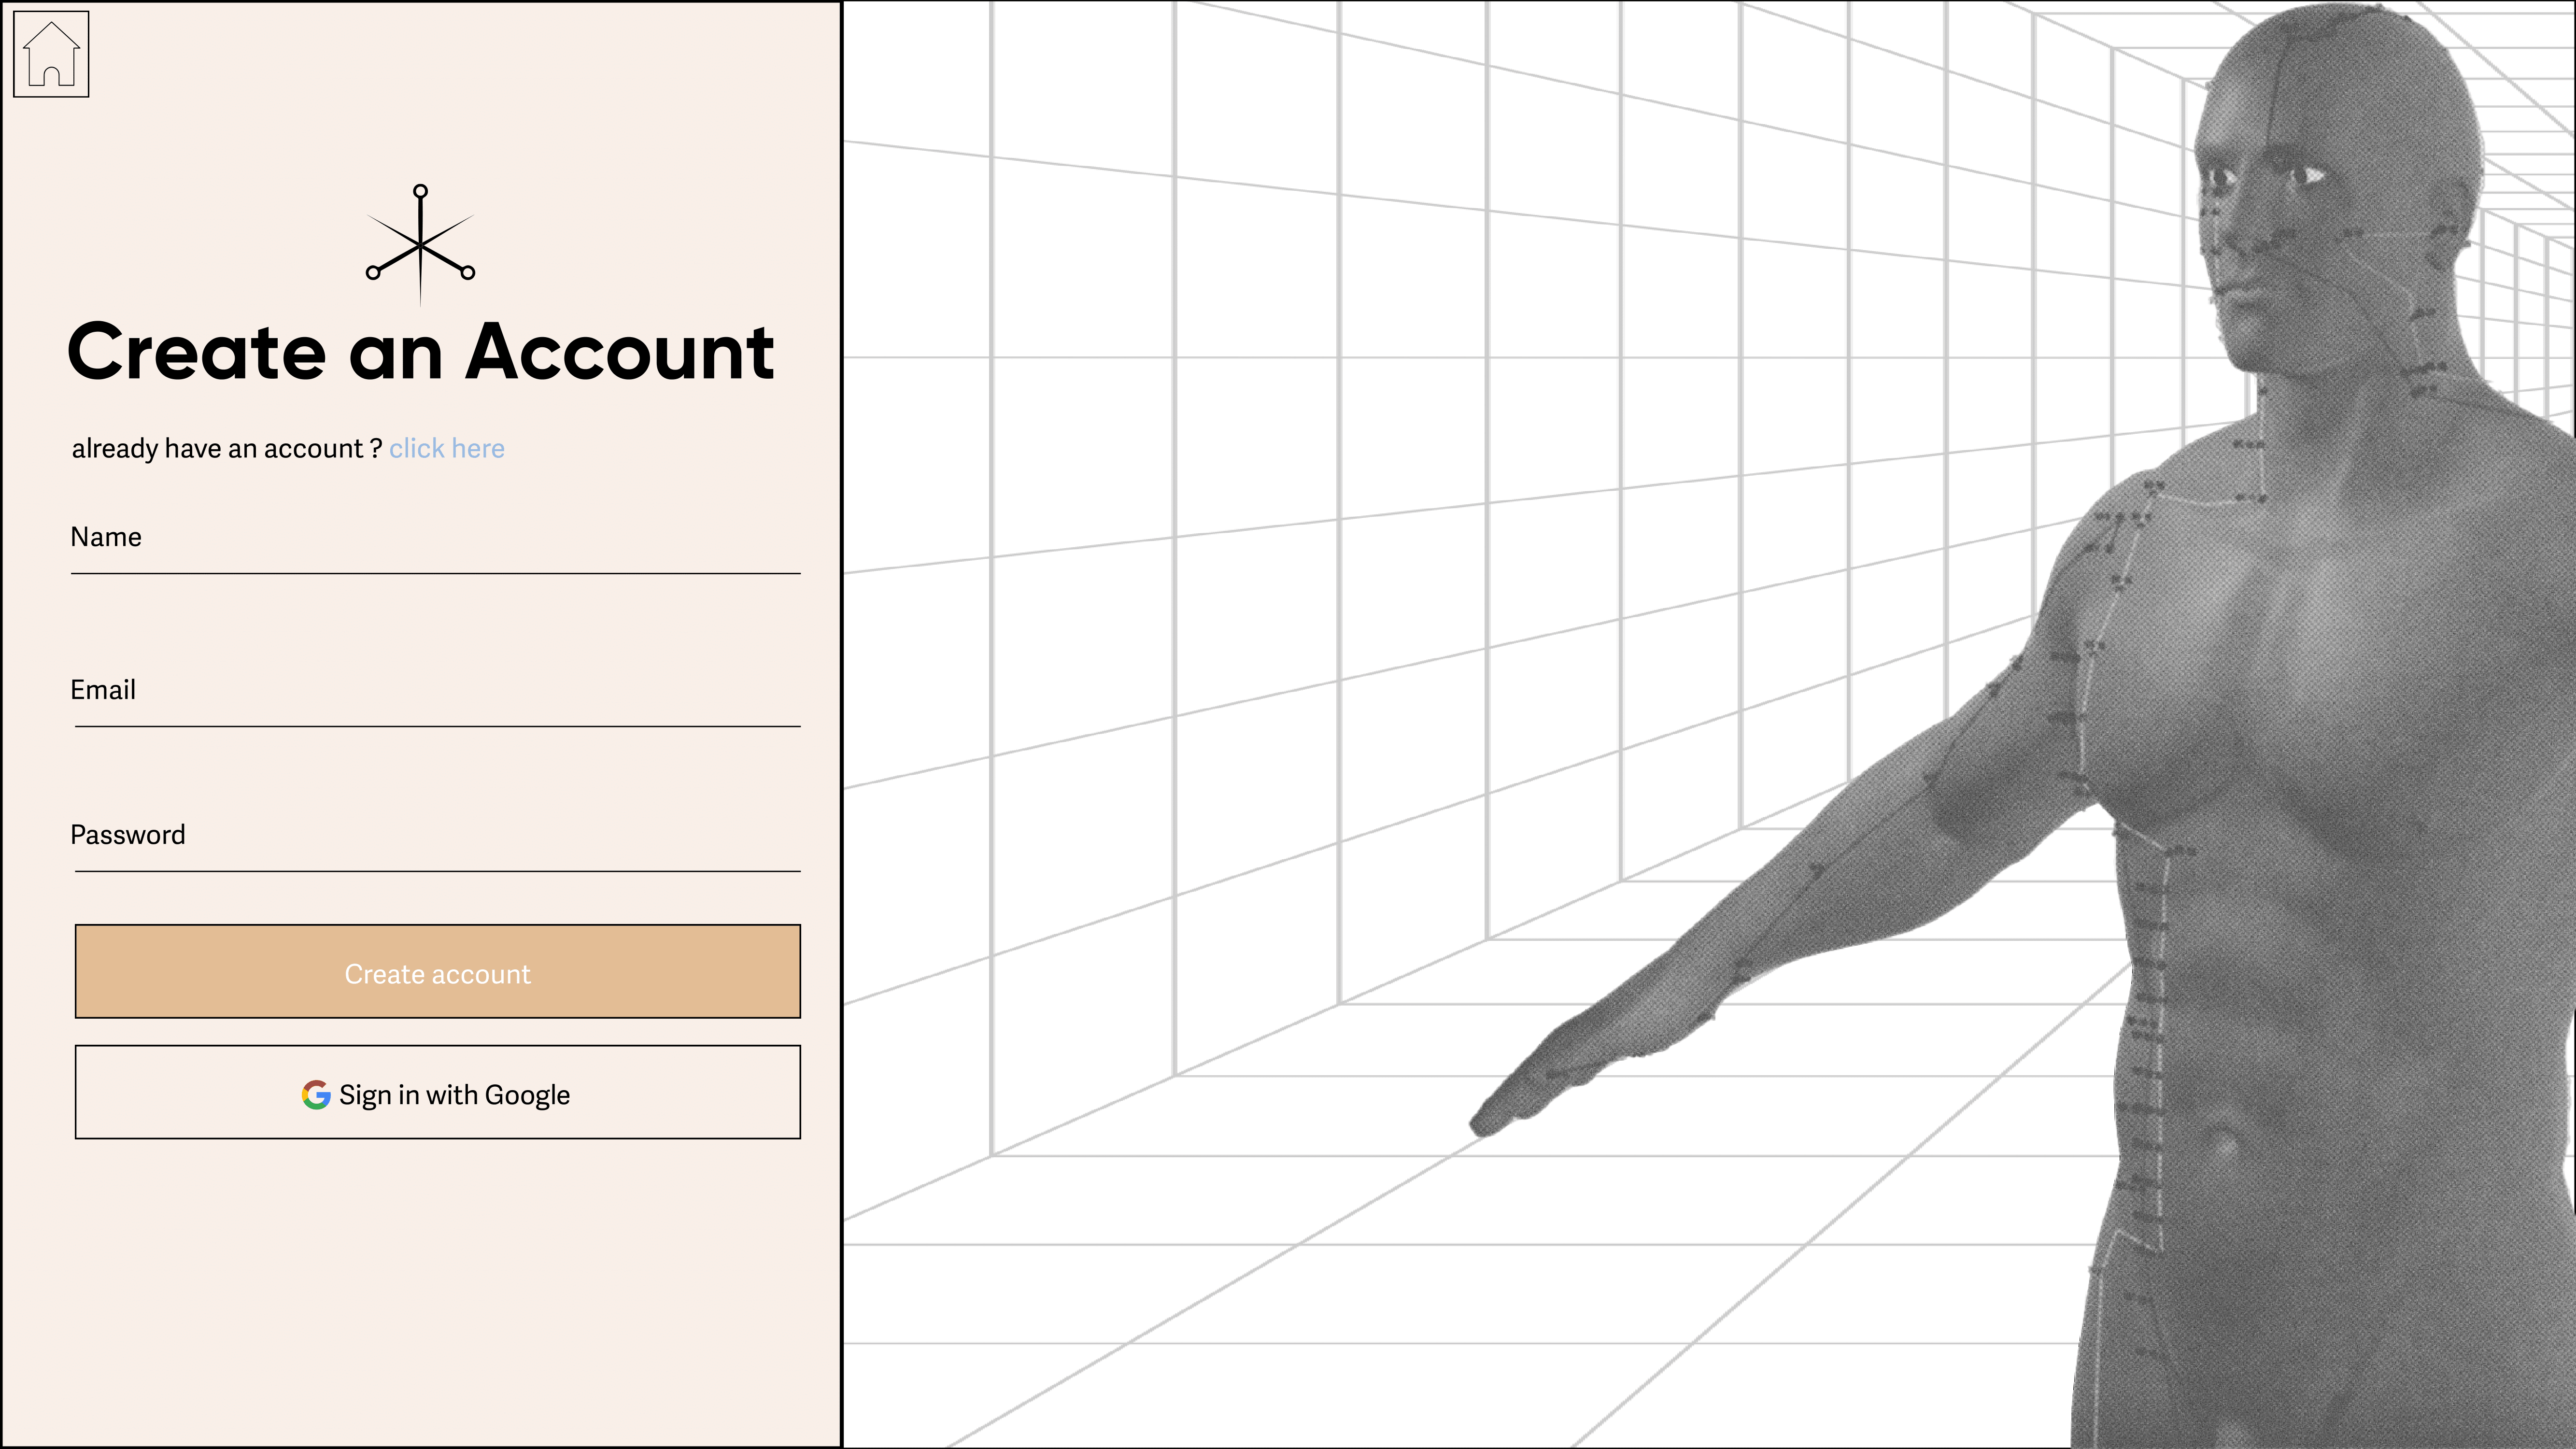 Create an Account
already have an account ? click here
Name
Email
Password
Create account
Sign in with Google